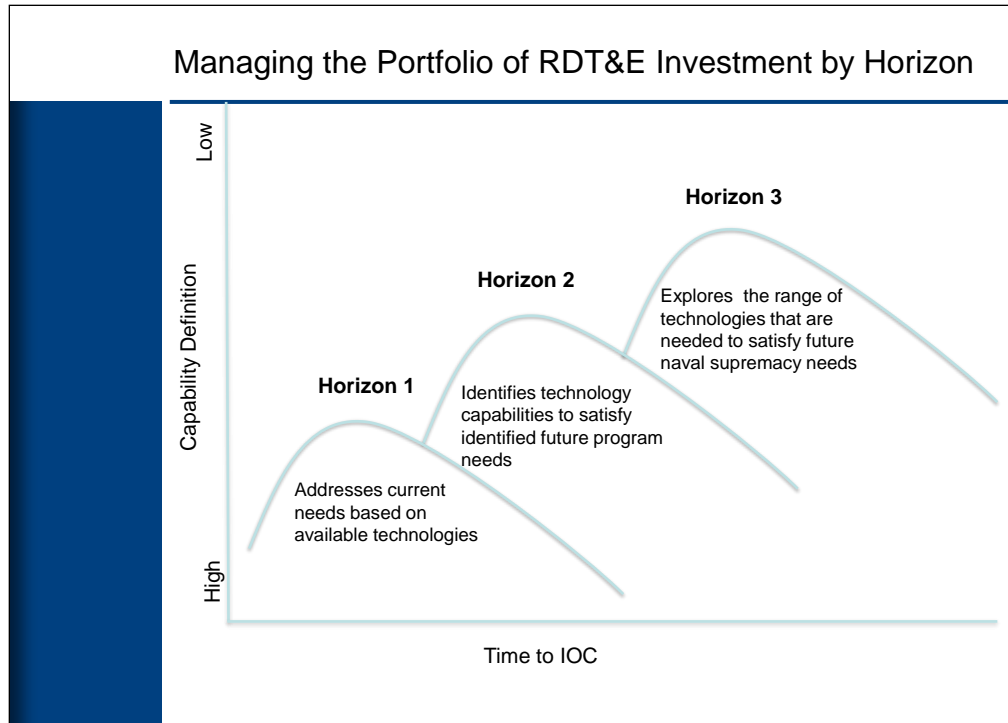 Managing the Portfolio of RDT&E Investment by Horizon
Low
Capability Definition
High
Horizon 1
Addresses current
needs based on
available technologies
Horizon 2
Identifies technology
capabilities to satisfy
identified future program
needs
Horizon 3
Explores  the range of
technologies that are
needed to satisfy future
naval supremacy needs
Time to IOC